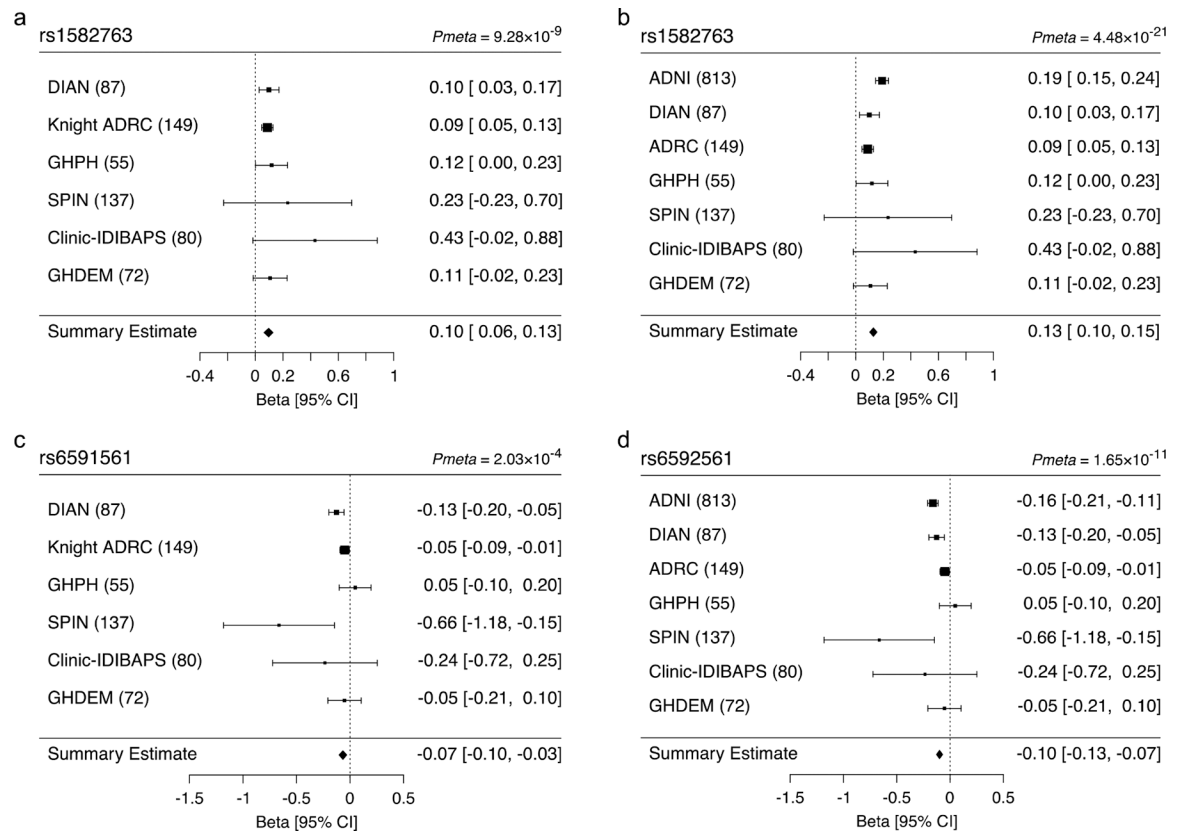 a
rs1582763 Pmeta = 9.28×10-9
DIAN (87) 0.10 [ 0.03, 0.17]
Knight ADRC (149) 0.09 [ 0.05, 0.13]
GHPH (55) 0.12 [ 0.00, 0.23]
SPIN (137) 0.23 [-0.23, 0.70]
Clinic-IDIBAPS (80) 0.43 [-0.02, 0.88]
GHDEM (72) 0.11 [-0.02, 0.23]
Summary Estimate 0.10 [ 0.06, 0.13]
-0.4 0 0.2 0.6 1
Beta [95% CI]
b
rs1582763 Pmeta = 4.48×10-21
ADNI (813) 0.19 [ 0.15, 0.24]
DIAN (87) 0.10 [ 0.03, 0.17]
ADRC (149) 0.09 [ 0.05, 0.13]
GHPH (55) 0.12 [ 0.00, 0.23]
SPIN (137) 0.23 [-0.23, 0.70]
Clinic-IDIBAPS (80) 0.43 [-0.02, 0.88]
GHDEM (72) 0.11 [-0.02, 0.23]
Summary Estimate 0.13 [ 0.10, 0.15]
-0.4 0 0.2 0.6 1
Beta [95% CI]
c
rs6591561 Pmeta = 2.03×10-4
DIAN (87) -0.13 [-0.20, -0.05]
Knight ADRC (149) -0.05 [-0.09, -0.01]
GHPH (55) 0.05 [-0.10, 0.20]
SPIN (137) -0.66 [-1.18, -0.15]
Clinic-IDIBAPS (80) -0.24 [-0.72, 0.25]
GHDEM (72) -0.05 [-0.21, 0.10]
Summary Estimate -0.07 [-0.10, -0.03]
-1.5 -1 -0.5 0 0.5
Beta [95% CI]
d
rs6592561 Pmeta = 1.65×10-11
ADNI (813) -0.16 [-0.21, -0.11]
DIAN (87) -0.13 [-0.20, -0.05]
ADRC (149) -0.05 [-0.09, -0.01]
GHPH (55) 0.05 [-0.10, 0.20]
SPIN (137) -0.66 [-1.18, -0.15]
Clinic-IDIBAPS (80) -0.24 [-0.72, 0.25]
GHDEM (72) -0.05 [-0.21, 0.10]
Summary Estimate -0.10 [-0.13, -0.07]
-1.5 -1 -0.5 0 0.5
Beta [95% CI]